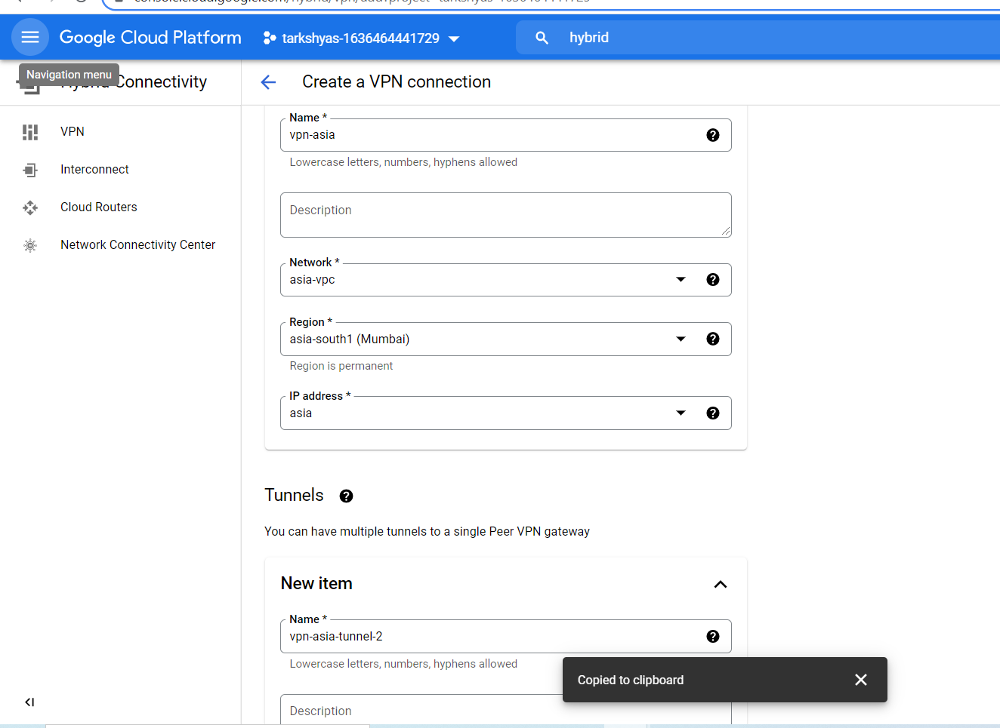 Google Cloud Platform
tarkshyas-1636464441729
hybrid
Navigation menu
Hybrid Connectivity
Create a VPN connection
VPN
Interconnect
Cloud Routers
Network Connectivity Center
Name *
vpn-asia
Lowercase letters, numbers, hyphens allowed
Description
Network *
asia-vpc
Region *
asia-south1 (Mumbai)
Region is permanent
IP address *
asia
Tunnels
You can have multiple tunnels to a single Peer VPN gateway
New item
Name *
vpn-asia-tunnel-2
Lowercase letters, numbers, hyphens allowed
Copied to clipboard
Description